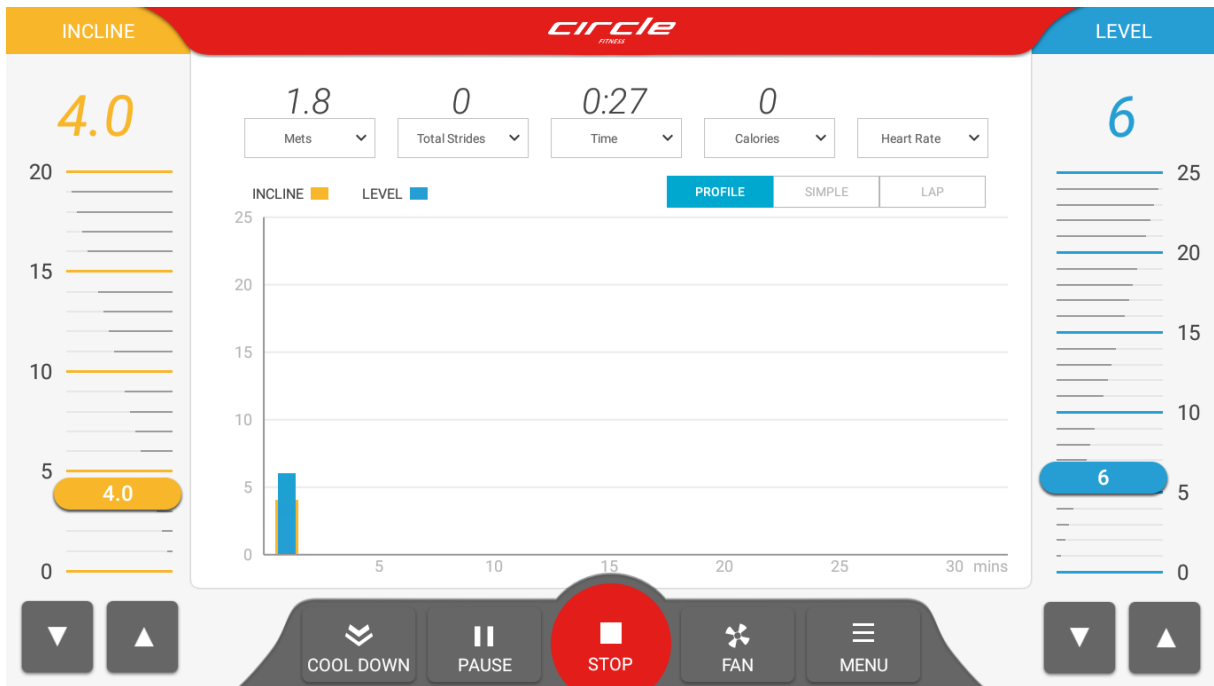 INCLINE
circle
FITNESS
LEVEL
4.0
1.8 0 0:27 0
Mets Total Strides Time Calories Heart Rate
6
INCLINE LEVEL
PROFILE SIMPLE LAP
20
15
10
5
4.0
0
25
20
15
10
5
0
5 10 15 20 25 30 mins
25
20
15
10
6
5
0
COOL DOWN PAUSE STOP FAN MENU